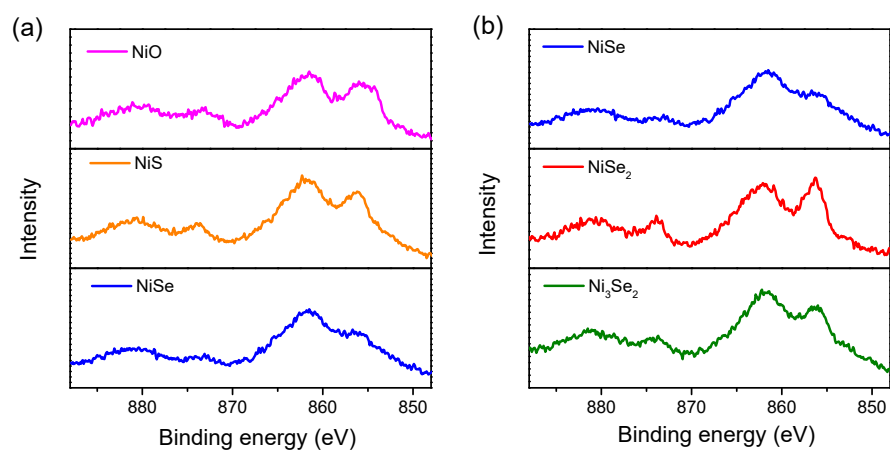 (a)
NiO
NiS
NiSe
Intensity
880
870
860
850
Binding energy (eV)
(b)
NiSe
NiSe₂
Ni₃Se₂
Intensity
880
870
860
850
Binding energy (eV)